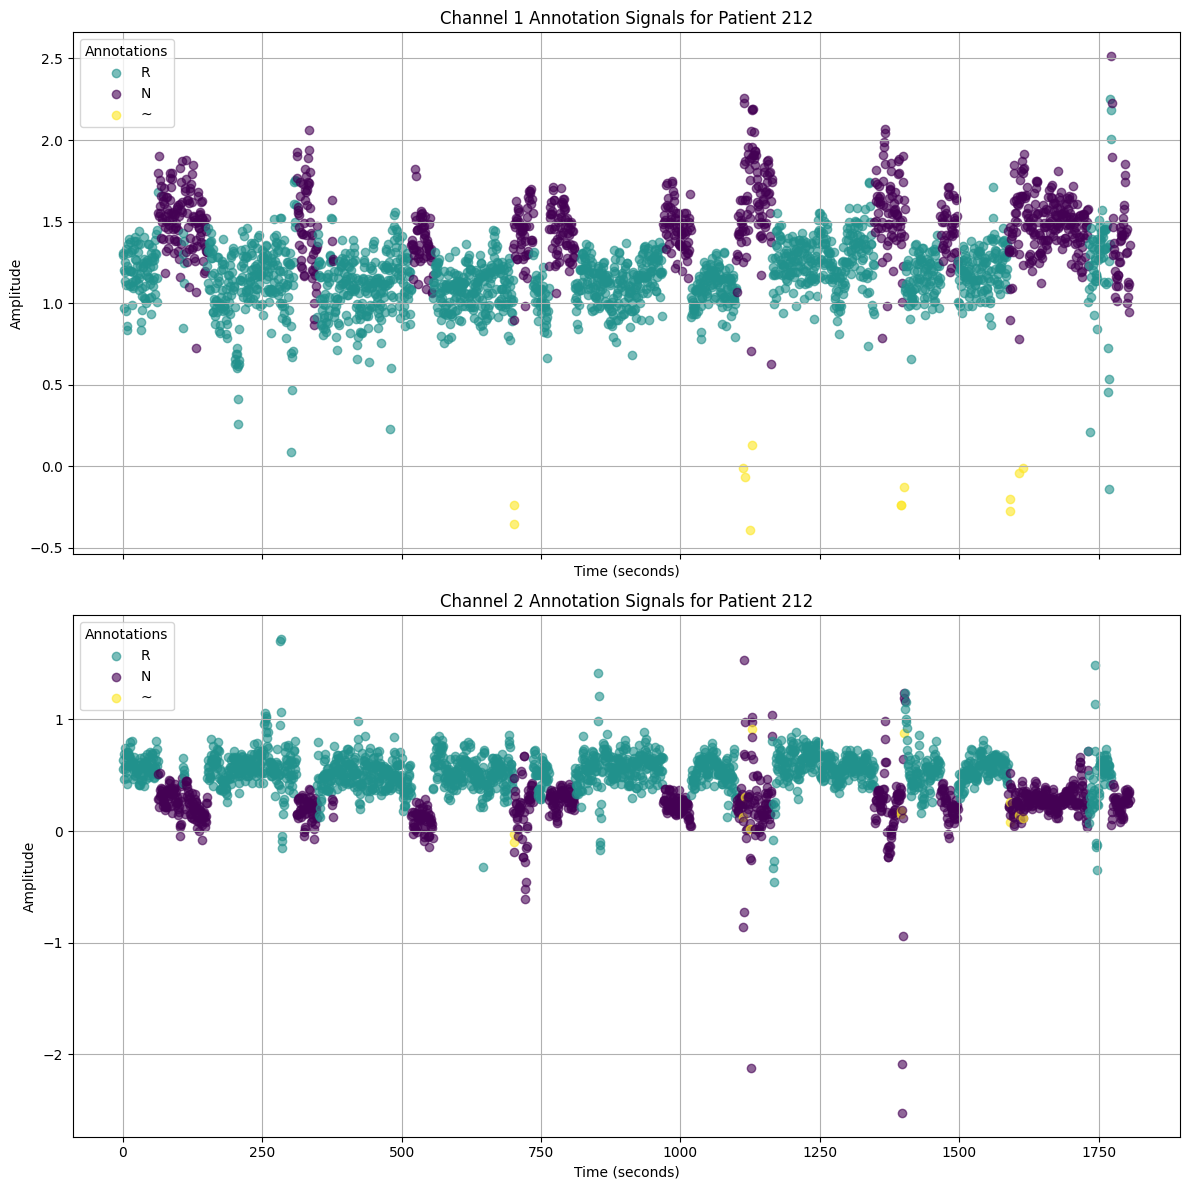 Channel 1 Annotation Signals for Patient 212
Annotations
R
N
~
2.5
2.0
1.5
1.0
0.5
0.0
−0.5
Amplitude
Time (seconds)
Channel 2 Annotation Signals for Patient 212
Annotations
R
N
~
1
0
−1
−2
Amplitude
0 250 500 750 1000 1250 1500 1750
Time (seconds)